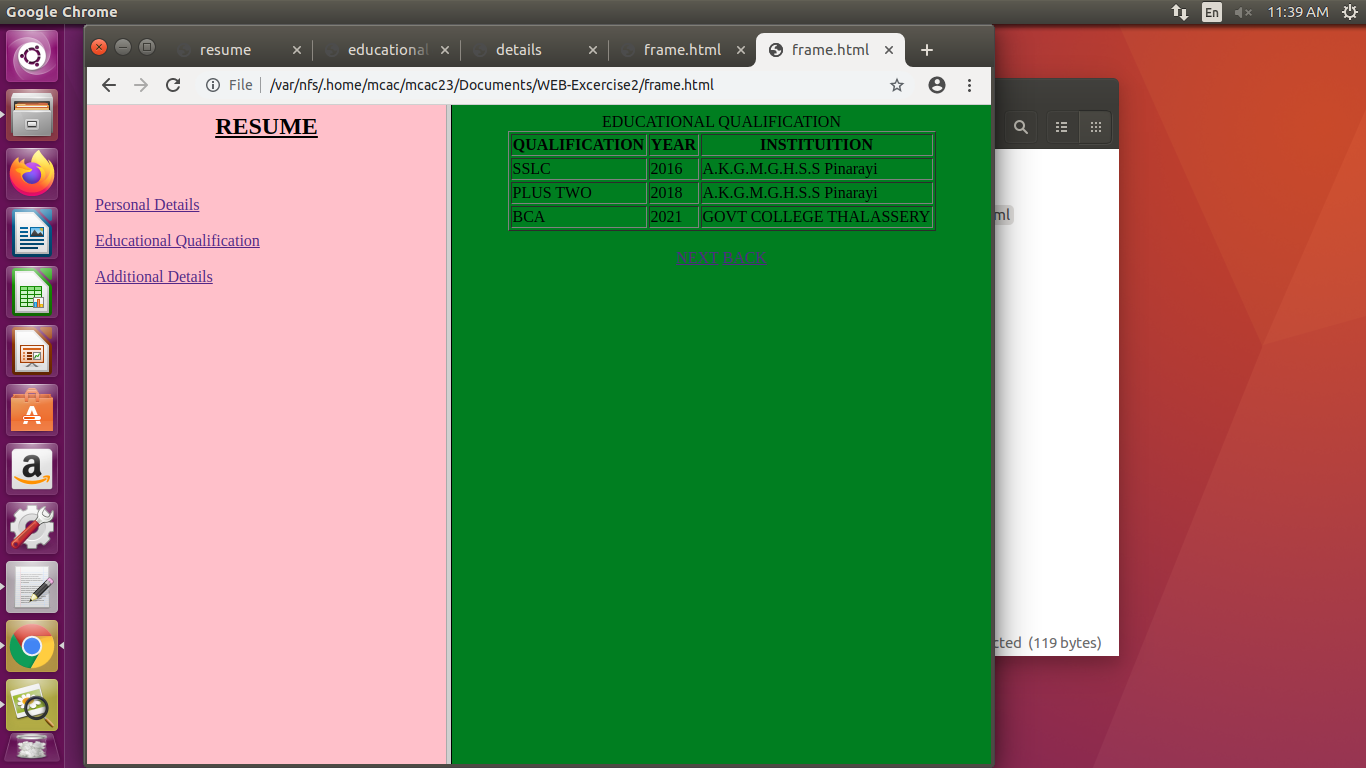 Google Chrome
En
11:39 AM
resume
educational
details
frame.html
frame.html
File
/var/nfs/.home/mcac/mcac23/Documents/WEB-Excercise2/frame.html
RESUME
Personal Details
Educational Qualification
Additional Details
EDUCATIONAL QUALIFICATION
QUALIFICATION YEAR INSTITUITION
SSLC 2016 A.K.G.M.G.H.S.S Pinarayi
PLUS TWO 2018 A.K.G.M.G.H.S.S Pinarayi
BCA 2021 GOVT COLLEGE THALASSERY
NEXT BACK
ml
cted (119 bytes)